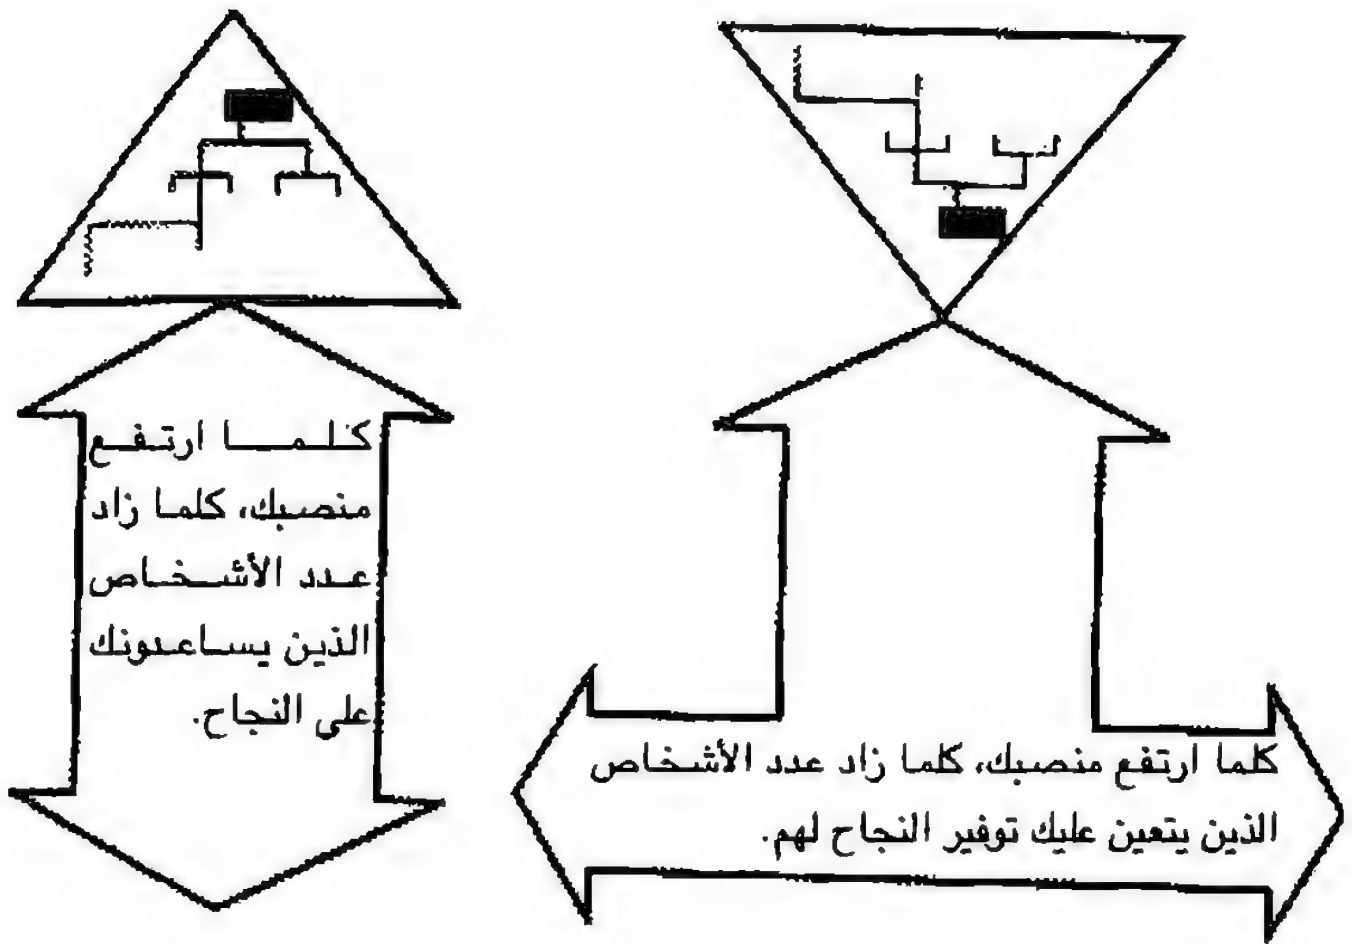 كلما ارتفع
منصبك، كلما زاد
عدد الأشخاص
الذين يساعدونك
على النجاح.
كلما ارتفع منصبك، كلما زاد عدد الأشخاص
الذين يتعين عليك توفير النجاح لهم.